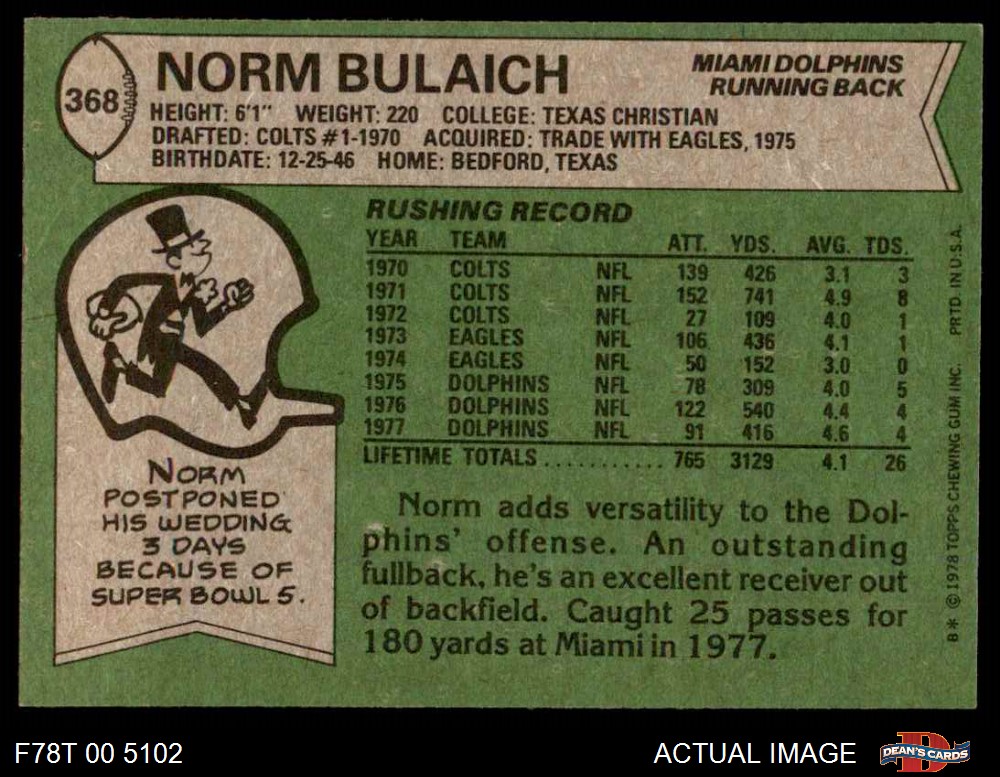 368
NORM BULAICH
MIAMI DOLPHINS
RUNNING BACK
HEIGHT: 6'1" WEIGHT: 220 COLLEGE: TEXAS CHRISTIAN
DRAFTED: COLTS #1-1970 ACQUIRED: TRADE WITH EAGLES, 1975
BIRTHDATE: 12-25-46 HOME: BEDFORD, TEXAS
RUSHING RECORD
YEAR TEAM ATT. YDS. AVG. TDS.
1970 COLTS NFL 139 426 3.1 3
1971 COLTS NFL 152 741 4.9 8
1972 COLTS NFL 27 109 4.0 1
1973 EAGLES NFL 106 436 4.1 1
1974 EAGLES NFL 50 152 3.0 0
1975 DOLPHINS NFL 78 309 4.0 5
1976 DOLPHINS NFL 122 540 4.4 4
1977 DOLPHINS NFL 91 416 4.6 4
LIFETIME TOTALS........... 765 3129 4.1 26
NORM
POSTPONED
HIS WEDDING
3 DAYS
BECAUSE OF
SUPER BOWL 5.
Norm adds versatility to the Dol-
phins' offense. An outstanding
fullback, he's an excellent receiver out
of backfield. Caught 25 passes for
180 yards at Miami in 1977.
B* © 1978 TOPPS CHEWING GUM INC. PRTD. IN U.S.A.
F78T 00 5102
ACTUAL IMAGE
DEAN'S CARDS